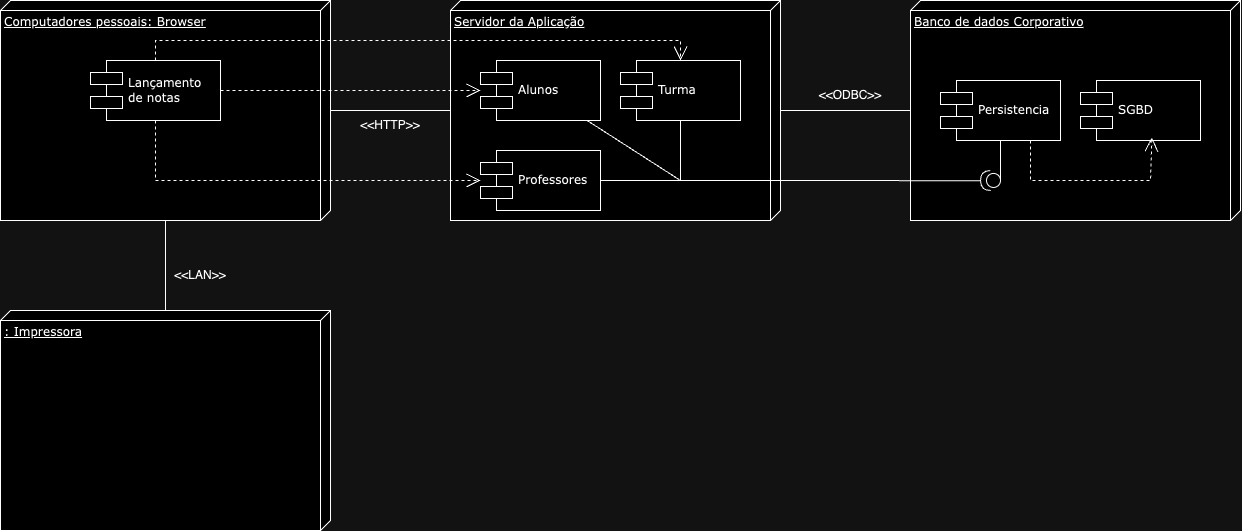 Computadores pessoais: Browser
Servidor da Aplicação
Banco de dados Corporativo
Lançamento
de notas
Alunos
Turma
<<HTTP>>
<<ODBC>>
Persistencia
SGBD
Professores
<<LAN>>
: Impressora